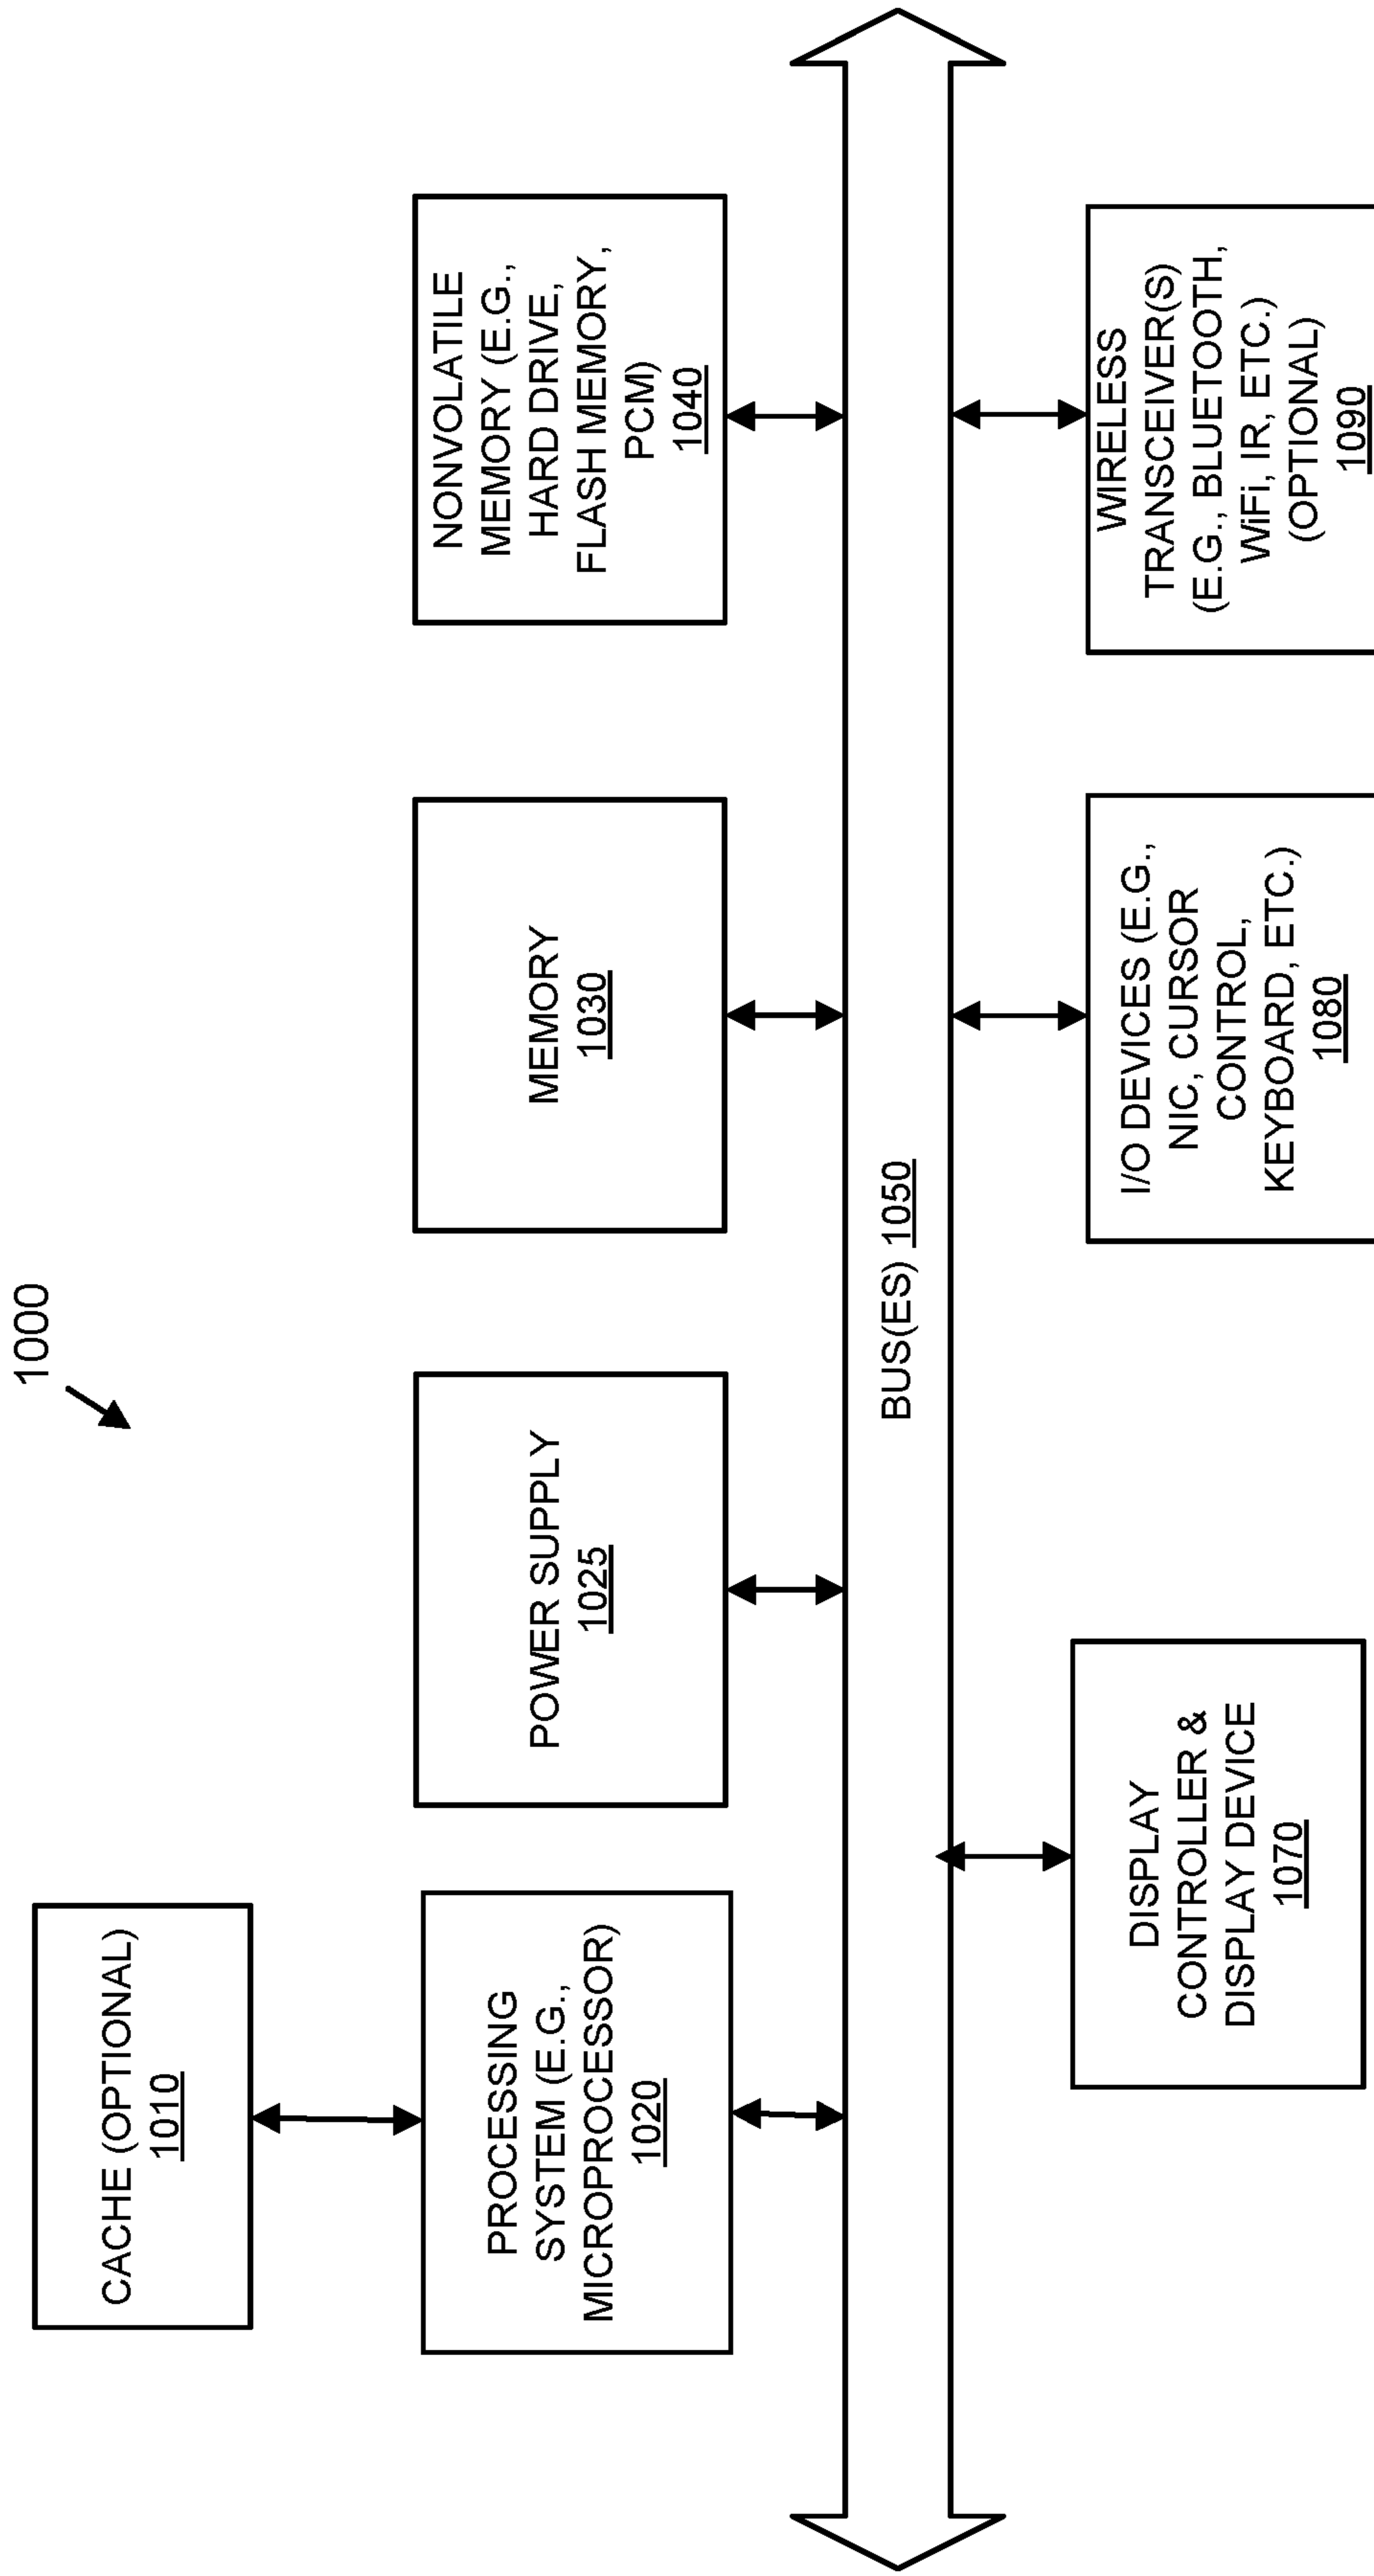 1000
CACHE (OPTIONAL)
1010
PROCESSING
SYSTEM (E.G.,
MICROPROCESSOR)
1020
POWER SUPPLY
1025
MEMORY
1030
NONVOLATILE
MEMORY (E.G.,
HARD DRIVE,
FLASH MEMORY,
PCM)
1040
BUS(ES) 1050
DISPLAY
CONTROLLER &
DISPLAY DEVICE
1070
I/O DEVICES (E.G.,
NIC, CURSOR
CONTROL,
KEYBOARD, ETC.)
1080
WIRELESS
TRANSCEIVER(S)
(E.G., BLUETOOTH,
WiFi, IR, ETC.)
(OPTIONAL)
1090